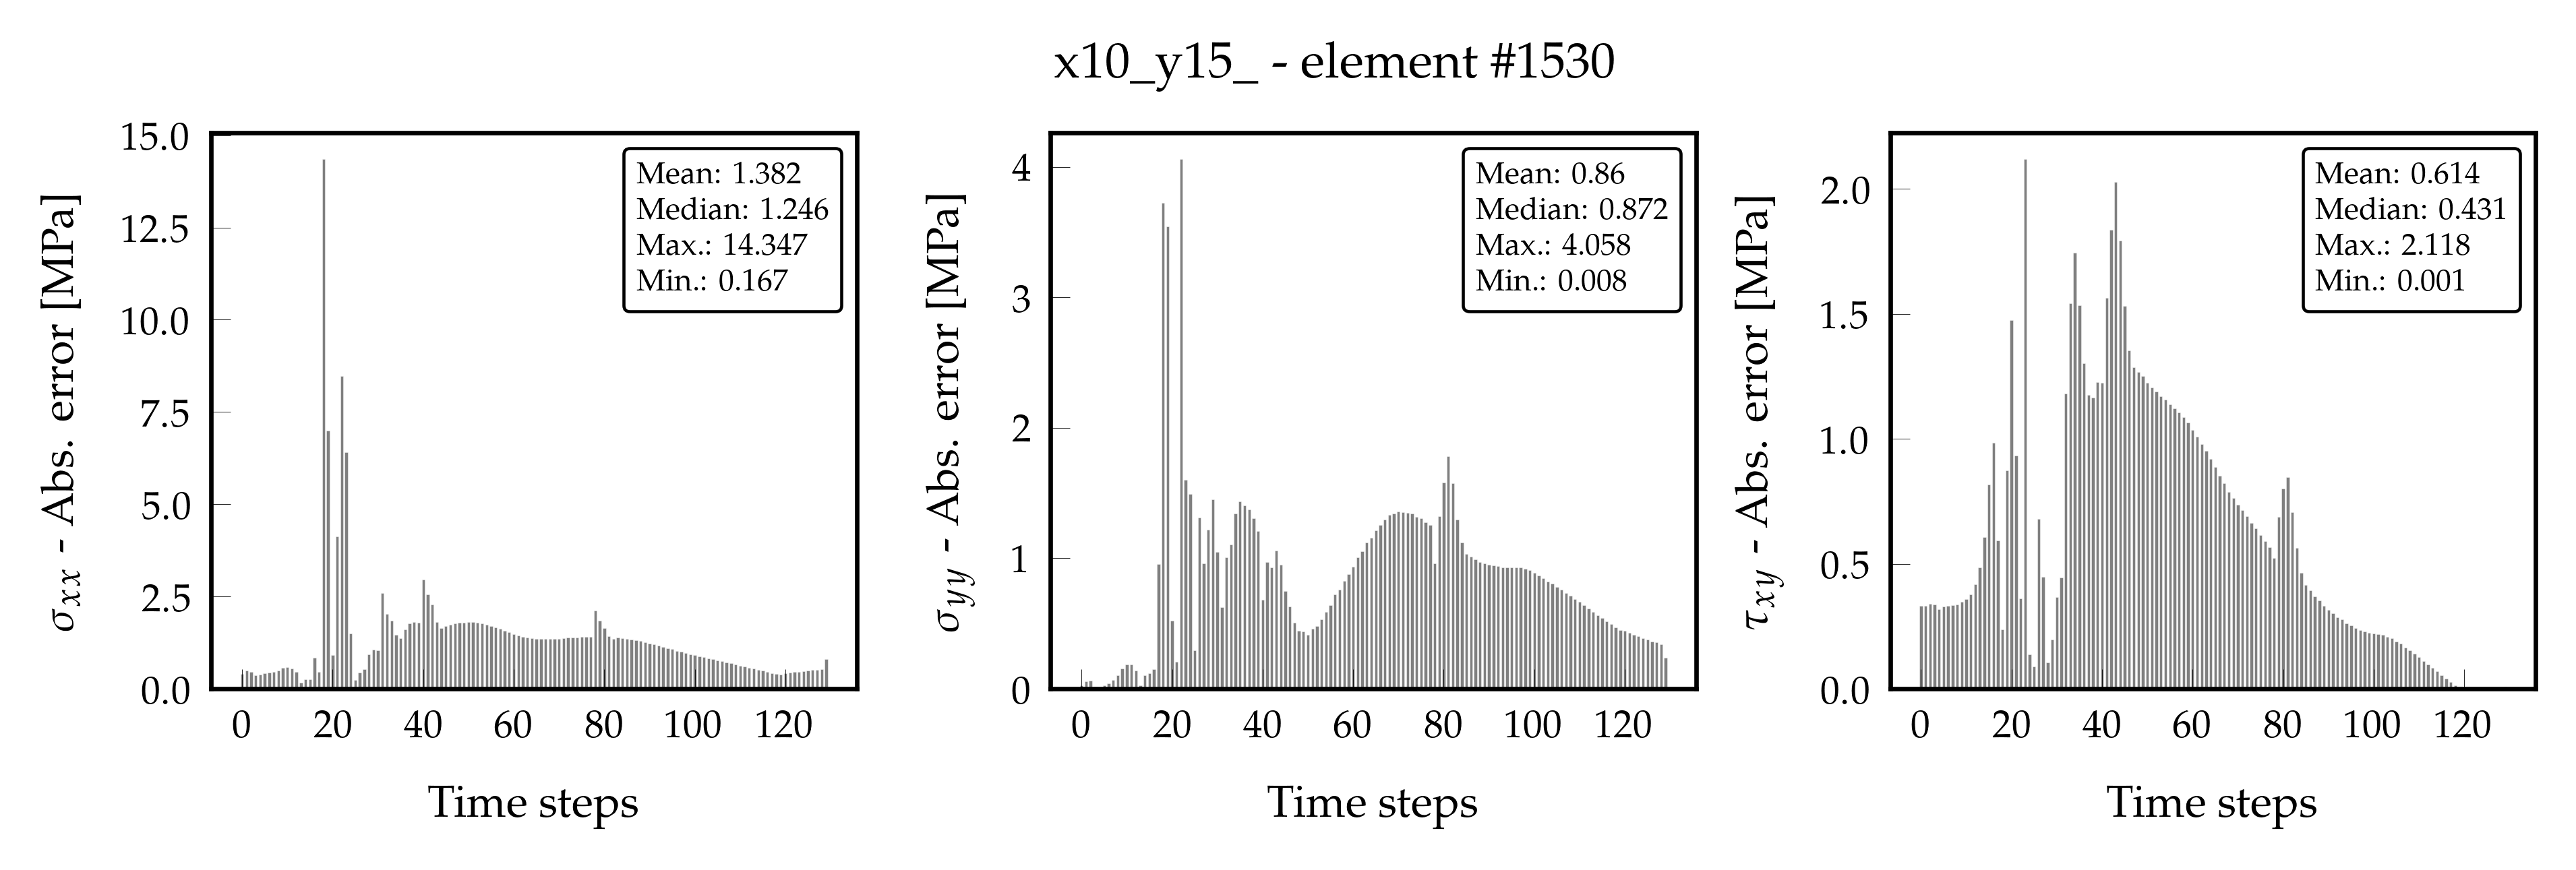 x10_y15_ - element #1530
σxx - Abs. error [MPa]
15.0
12.5
10.0
7.5
5.0
2.5
0.0
Mean: 1.382
Median: 1.246
Max.: 14.347
Min.: 0.167
0 20 40 60 80 100 120
Time steps
σyy - Abs. error [MPa]
4
3
2
1
0
Mean: 0.86
Median: 0.872
Max.: 4.058
Min.: 0.008
0 20 40 60 80 100 120
Time steps
τxy - Abs. error [MPa]
2.0
1.5
1.0
0.5
0.0
Mean: 0.614
Median: 0.431
Max.: 2.118
Min.: 0.001
0 20 40 60 80 100 120
Time steps